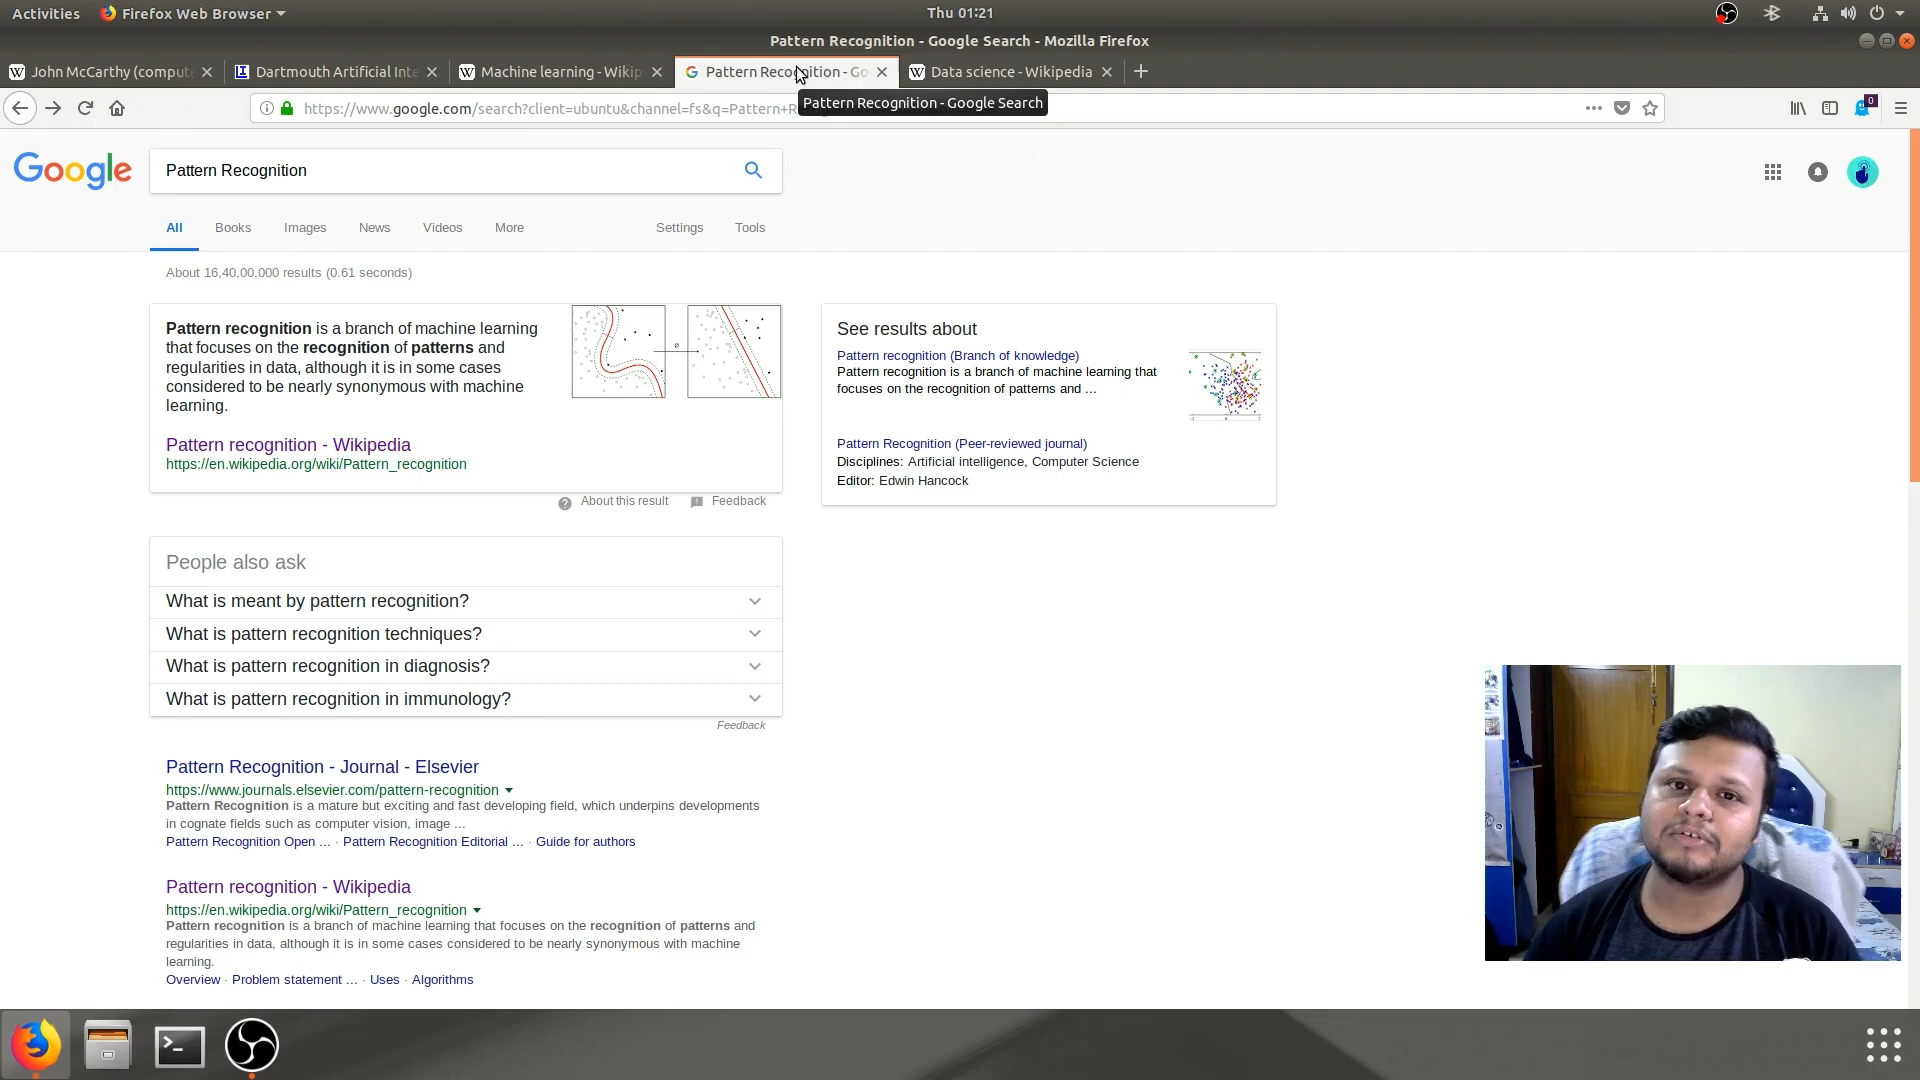 Activities
Firefox Web Browser
Thu 01:21
Pattern Recognition - Google Search - Mozilla Firefox
John McCarthy (compute
Dartmouth Artificial Inte
Machine learning - Wikip
Pattern Recognition - Go
Data science - Wikipedia
https://www.google.com/search?client=ubuntu&channel=fs&q=Pattern+R
Pattern Recognition - Google Search
0
Google
Pattern Recognition
All
Books
Images
News
Videos
More
Settings
Tools
About 16,40,00,000 results (0.61 seconds)
Pattern recognition is a branch of machine learning
that focuses on the recognition of patterns and
regularities in data, although it is in some cases
considered to be nearly synonymous with machine
learning.
Pattern recognition - Wikipedia
https://en.wikipedia.org/wiki/Pattern_recognition
About this result
Feedback
See results about
Pattern recognition (Branch of knowledge)
Pattern recognition is a branch of machine learning that
focuses on the recognition of patterns and ...
Pattern Recognition (Peer-reviewed journal)
Disciplines: Artificial intelligence, Computer Science
Editor: Edwin Hancock
People also ask
What is meant by pattern recognition?
What is pattern recognition techniques?
What is pattern recognition in diagnosis?
What is pattern recognition in immunology?
Feedback
Pattern Recognition - Journal - Elsevier
https://www.journals.elsevier.com/pattern-recognition
Pattern Recognition is a mature but exciting and fast developing field, which underpins developments
in cognate fields such as computer vision, image ...
Pattern Recognition Open ... · Pattern Recognition Editorial ... · Guide for authors
Pattern recognition - Wikipedia
https://en.wikipedia.org/wiki/Pattern_recognition
Pattern recognition is a branch of machine learning that focuses on the recognition of patterns and
regularities in data, although it is in some cases considered to be nearly synonymous with machine
learning.
Overview · Problem statement ... · Uses · Algorithms